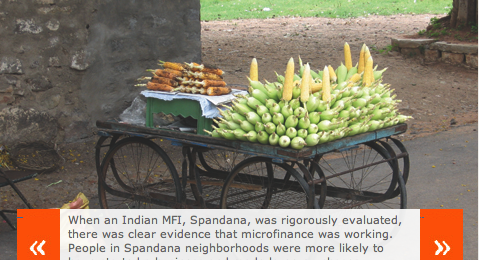 When an Indian MFI, Spandana, was rigorously evaluated,
there was clear evidence that microfinance was working.
People in Spandana neighborhoods were more likely to